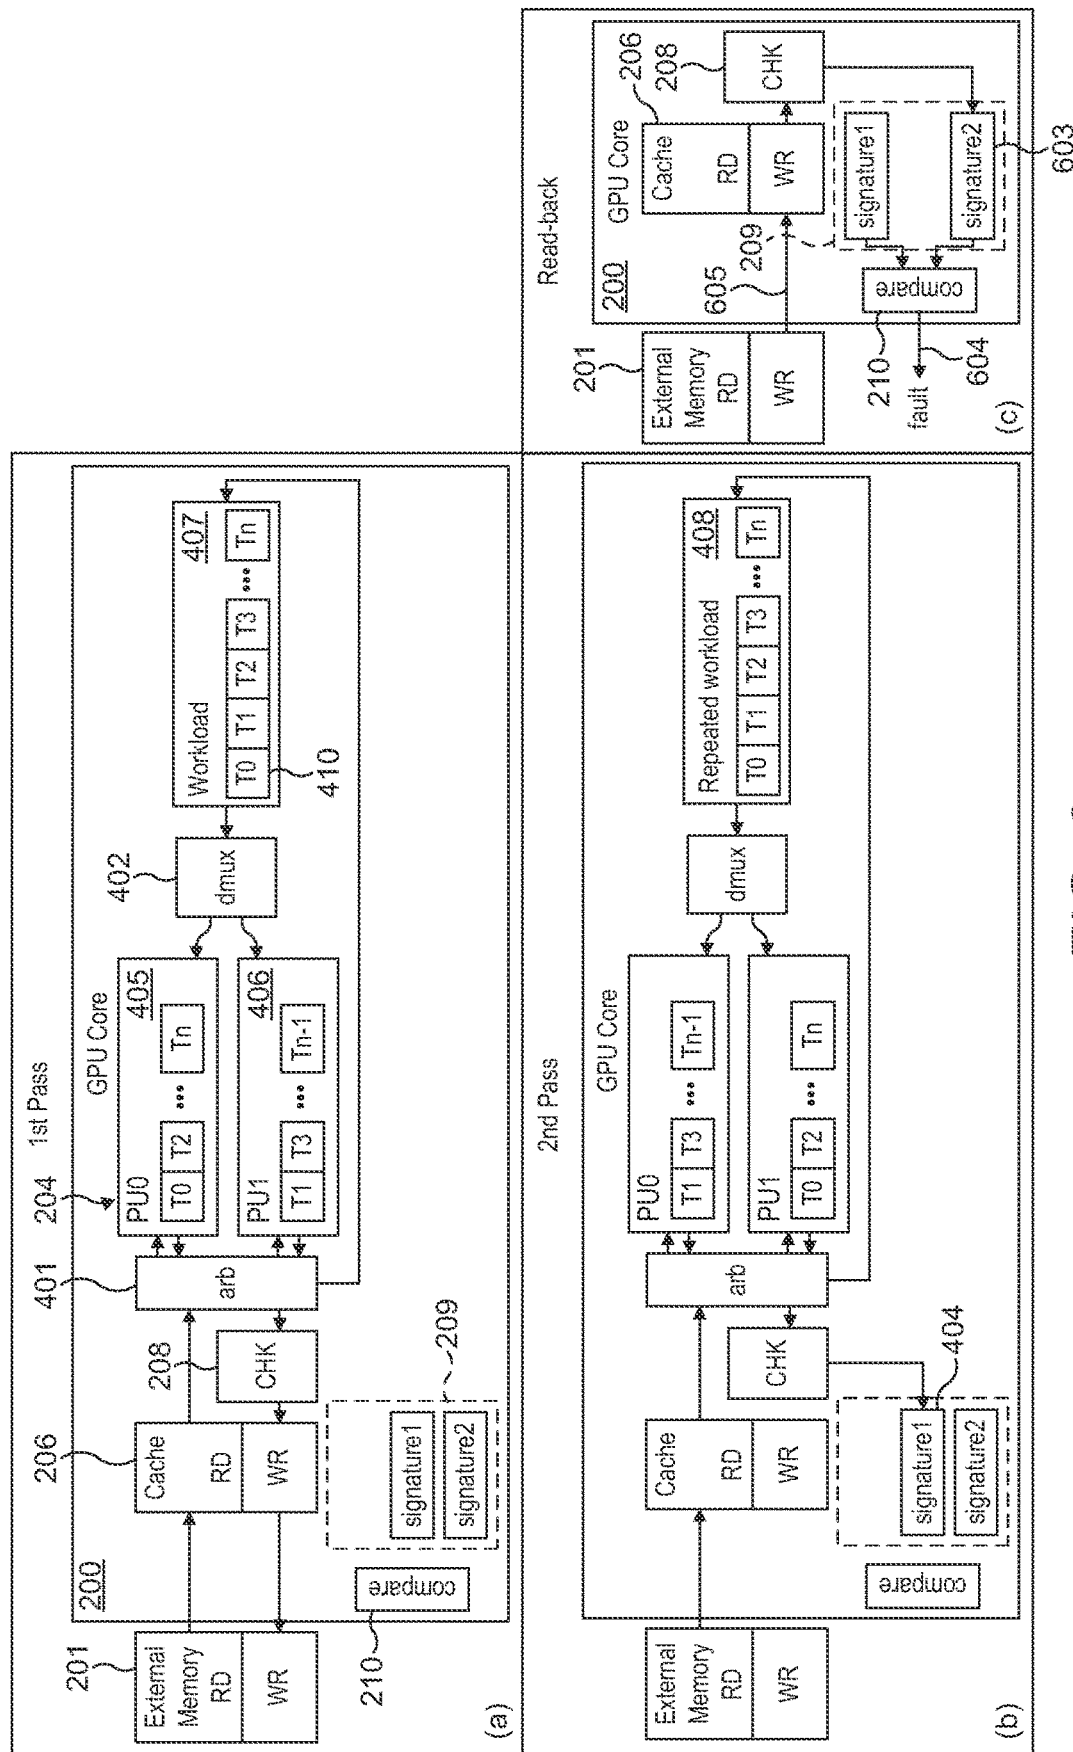 1st Pass
GPU Core
200
201
External
Memory
RD
WR
206
Cache
RD
WR
208
CHK
401
arb
204
PU0
405
T0 T2 ••• Tn
PU1
406
T1 T3 ••• Tn-1
402
dmux
Workload
407
T0 T1 T2 T3 ••• Tn
410
209
signature1
signature2
compare
210
(a)
2nd Pass
GPU Core
External
Memory
RD
WR
Cache
RD
WR
CHK
arb
PU0
T1 T3 ••• Tn-1
PU1
T0 T2 ••• Tn
dmux
Repeated workload
408
T0 T1 T2 T3 ••• Tn
404
signature1
signature2
compare
(b)
Read-back
GPU Core
200
201
External
Memory
RD
WR
605
206
Cache
RD
WR
208
CHK
209
signature1
signature2
603
compare
210
604
fault
(c)